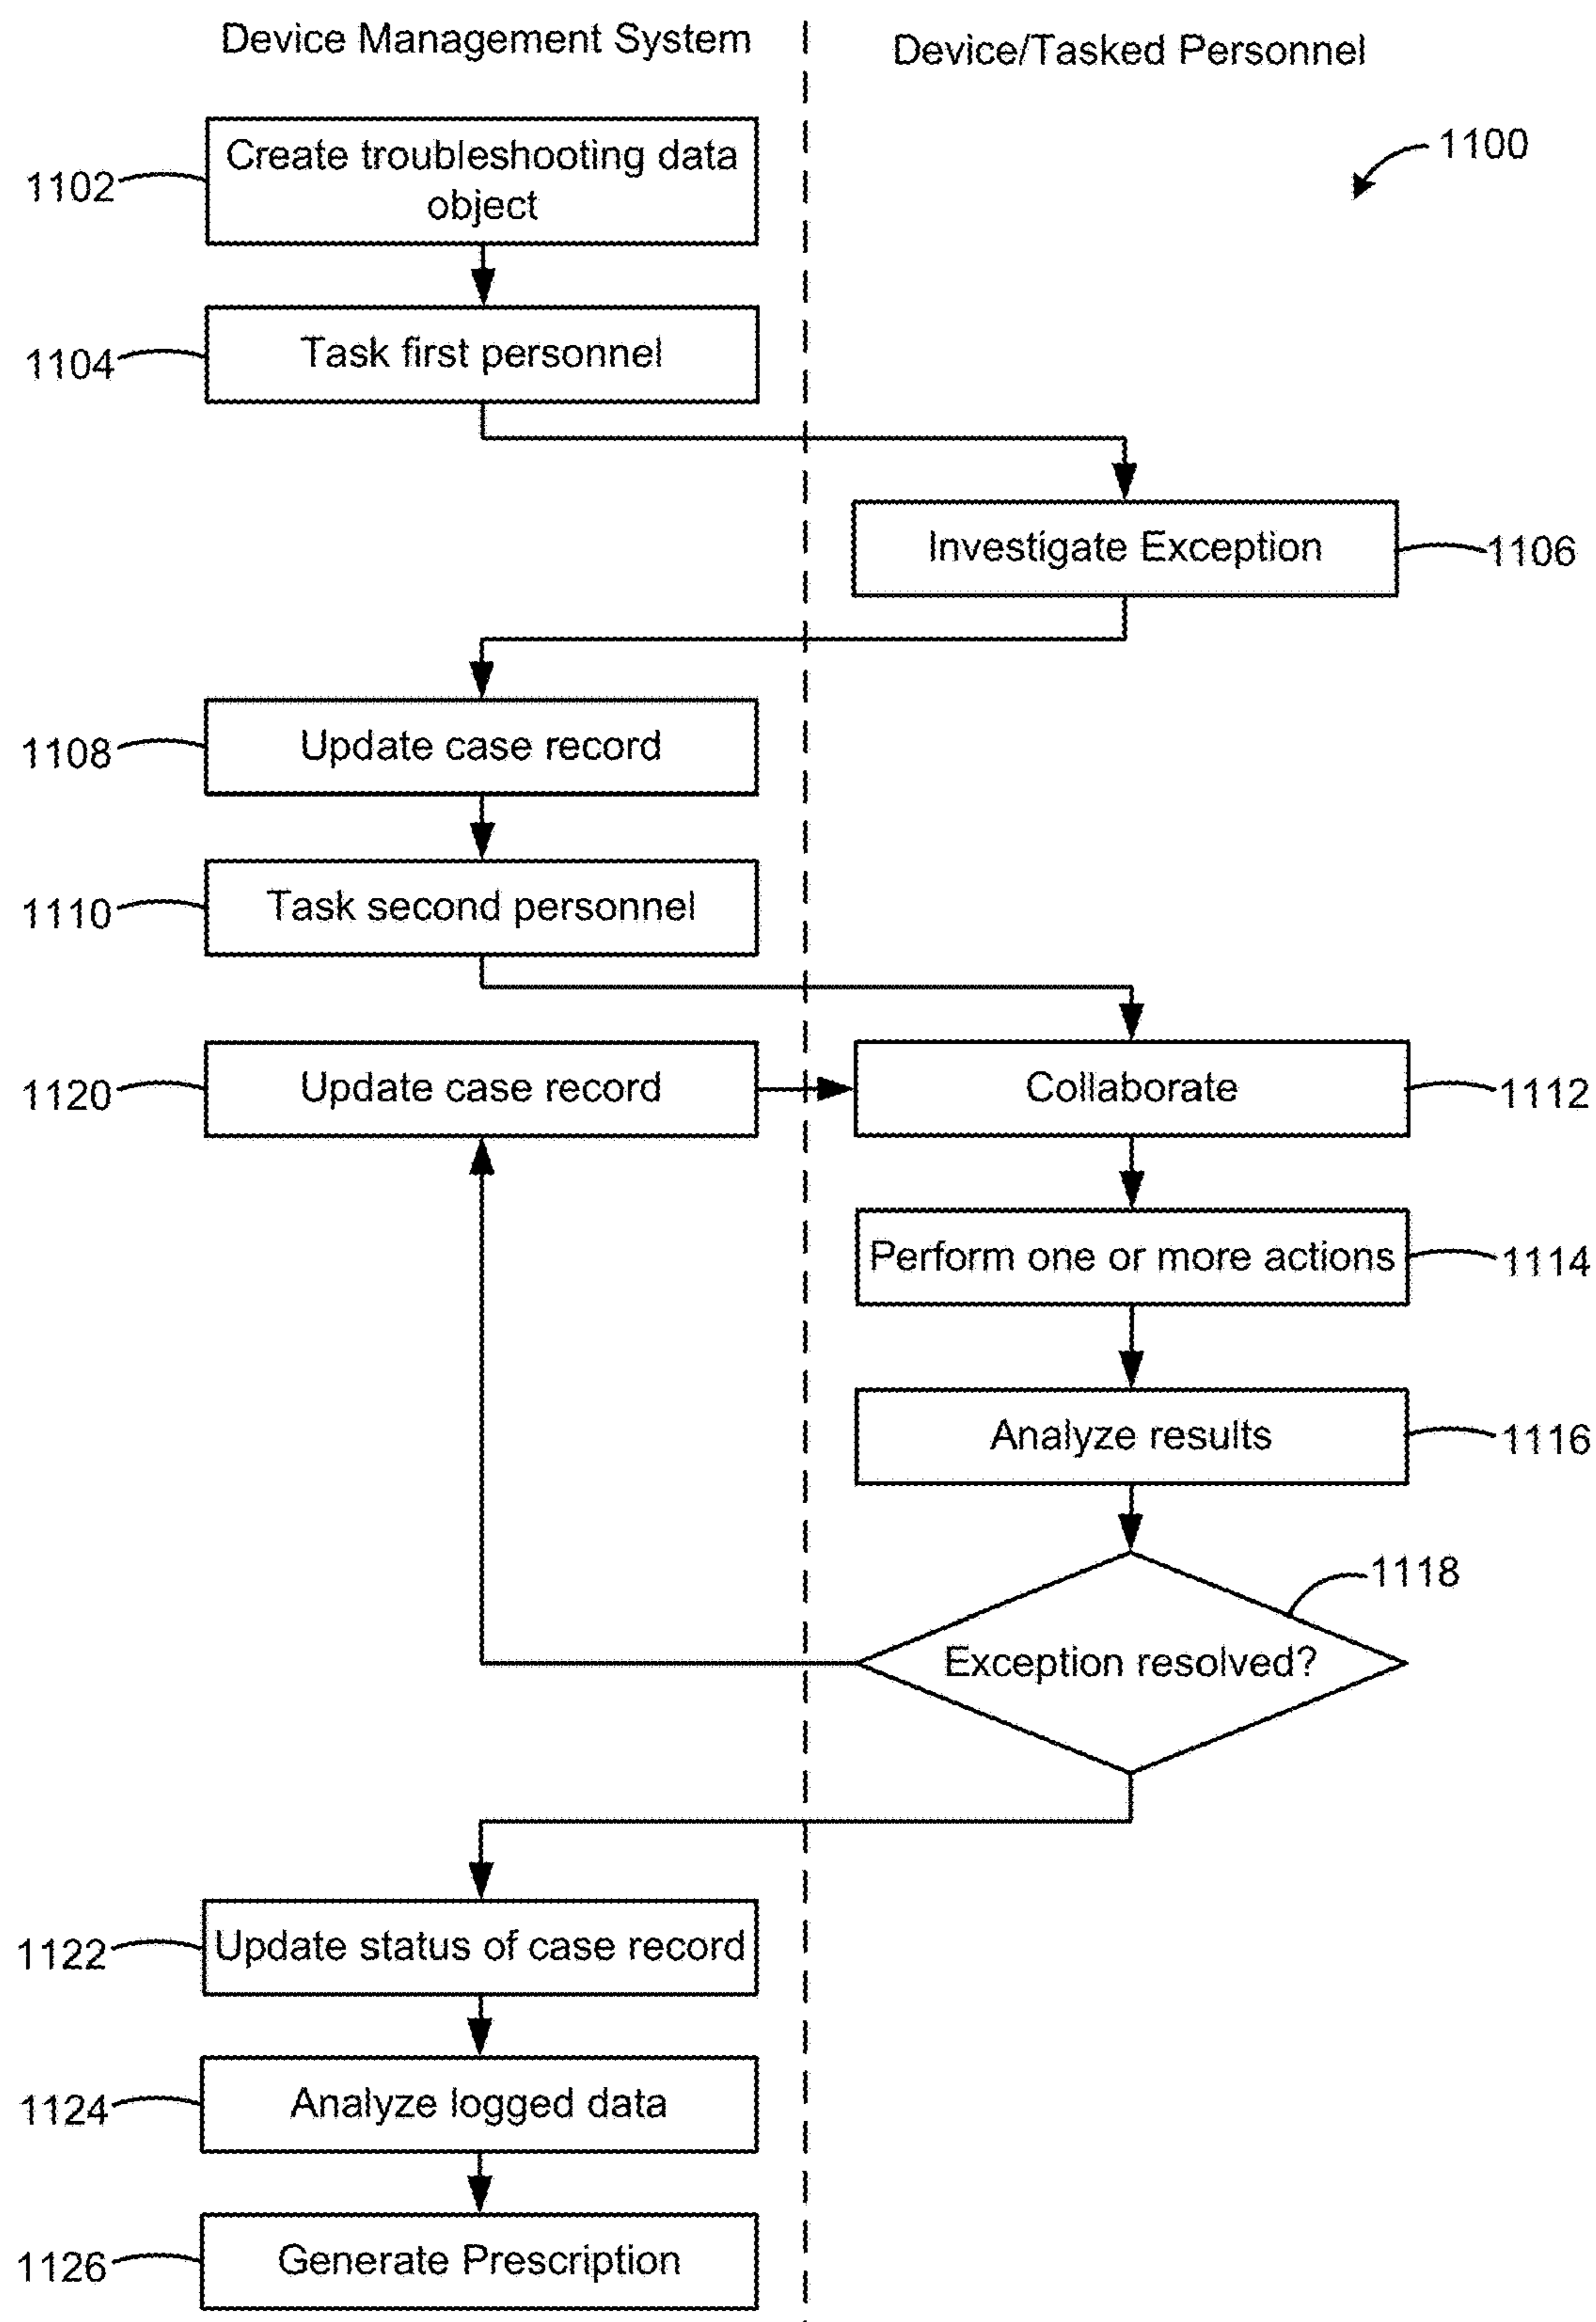 Device Management System
Device/Tasked Personnel
1100
1102
Create troubleshooting data
object
1104
Task first personnel
Investigate Exception
1106
1108
Update case record
1110
Task second personnel
1120
Update case record
Collaborate
1112
Perform one or more actions
1114
Analyze results
1116
1118
Exception resolved?
1122
Update status of case record
1124
Analyze logged data
1126
Generate Prescription